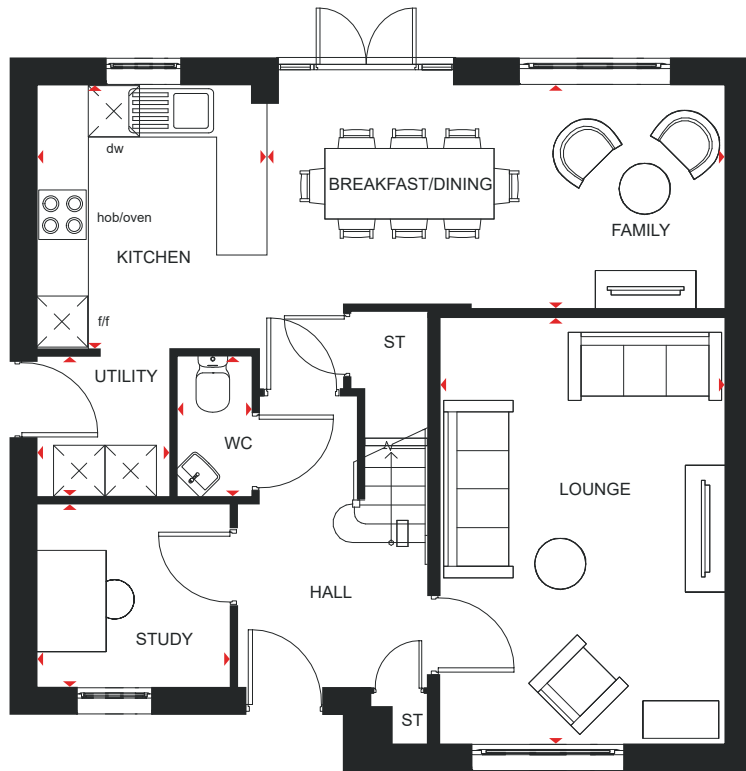 dw
BREAKFAST/DINING
hob/oven
FAMILY
KITCHEN
f/f
ST
UTILITY
WC
LOUNGE
HALL
STUDY
ST